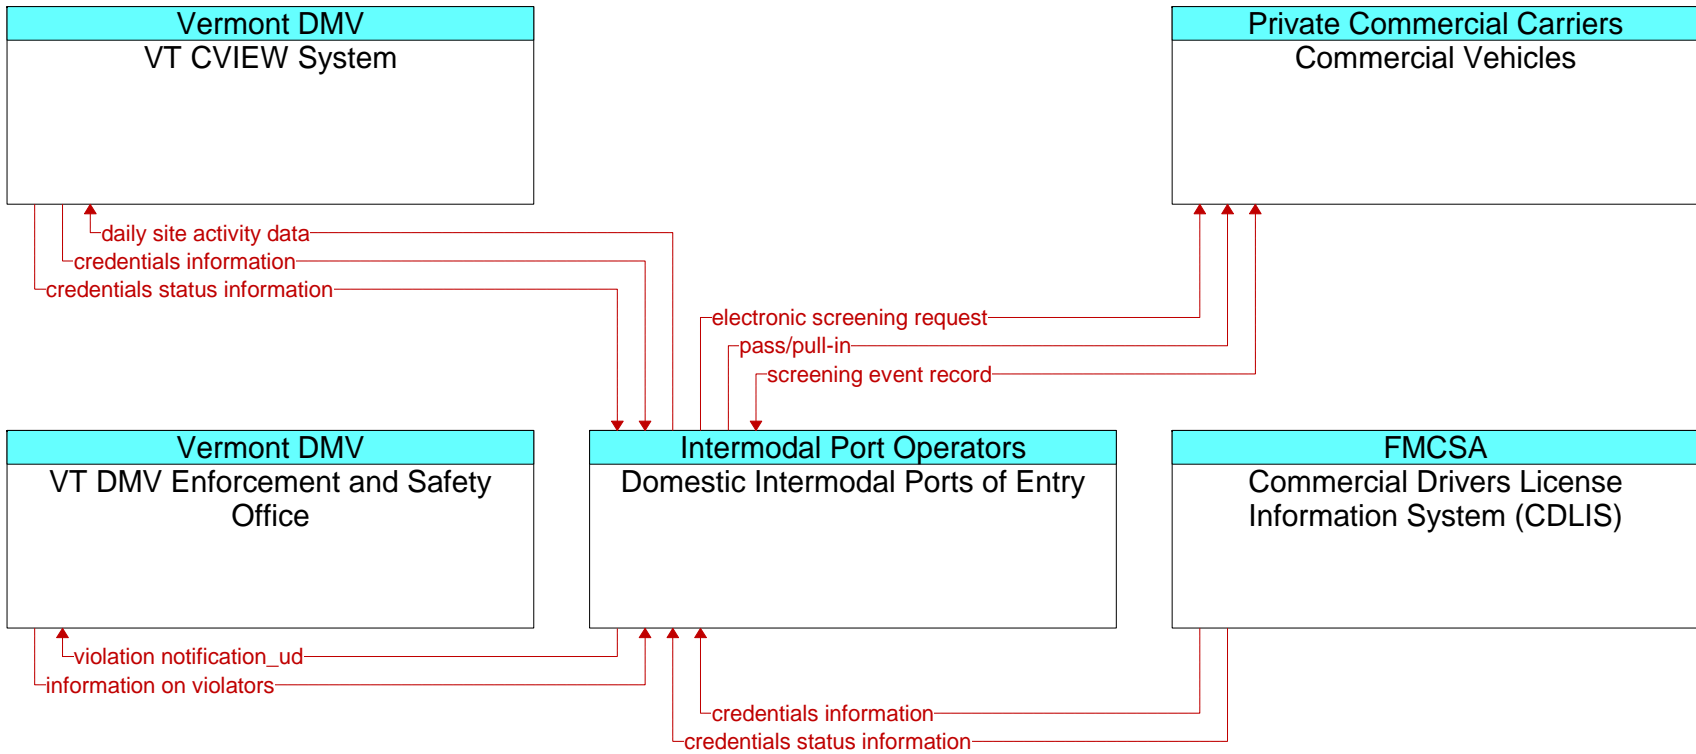 Vermont DMV
VT CVIEW System
Private Commercial Carriers
Commercial Vehicles
daily site activity data
credentials information
credentials status information
electronic screening request
pass/pull-in
screening event record
Vermont DMV
VT DMV Enforcement and Safety
Office
Intermodal Port Operators
Domestic Intermodal Ports of Entry
FMCSA
Commercial Drivers License
Information System (CDLIS)
violation notification_ud
information on violators
credentials information
credentials status information